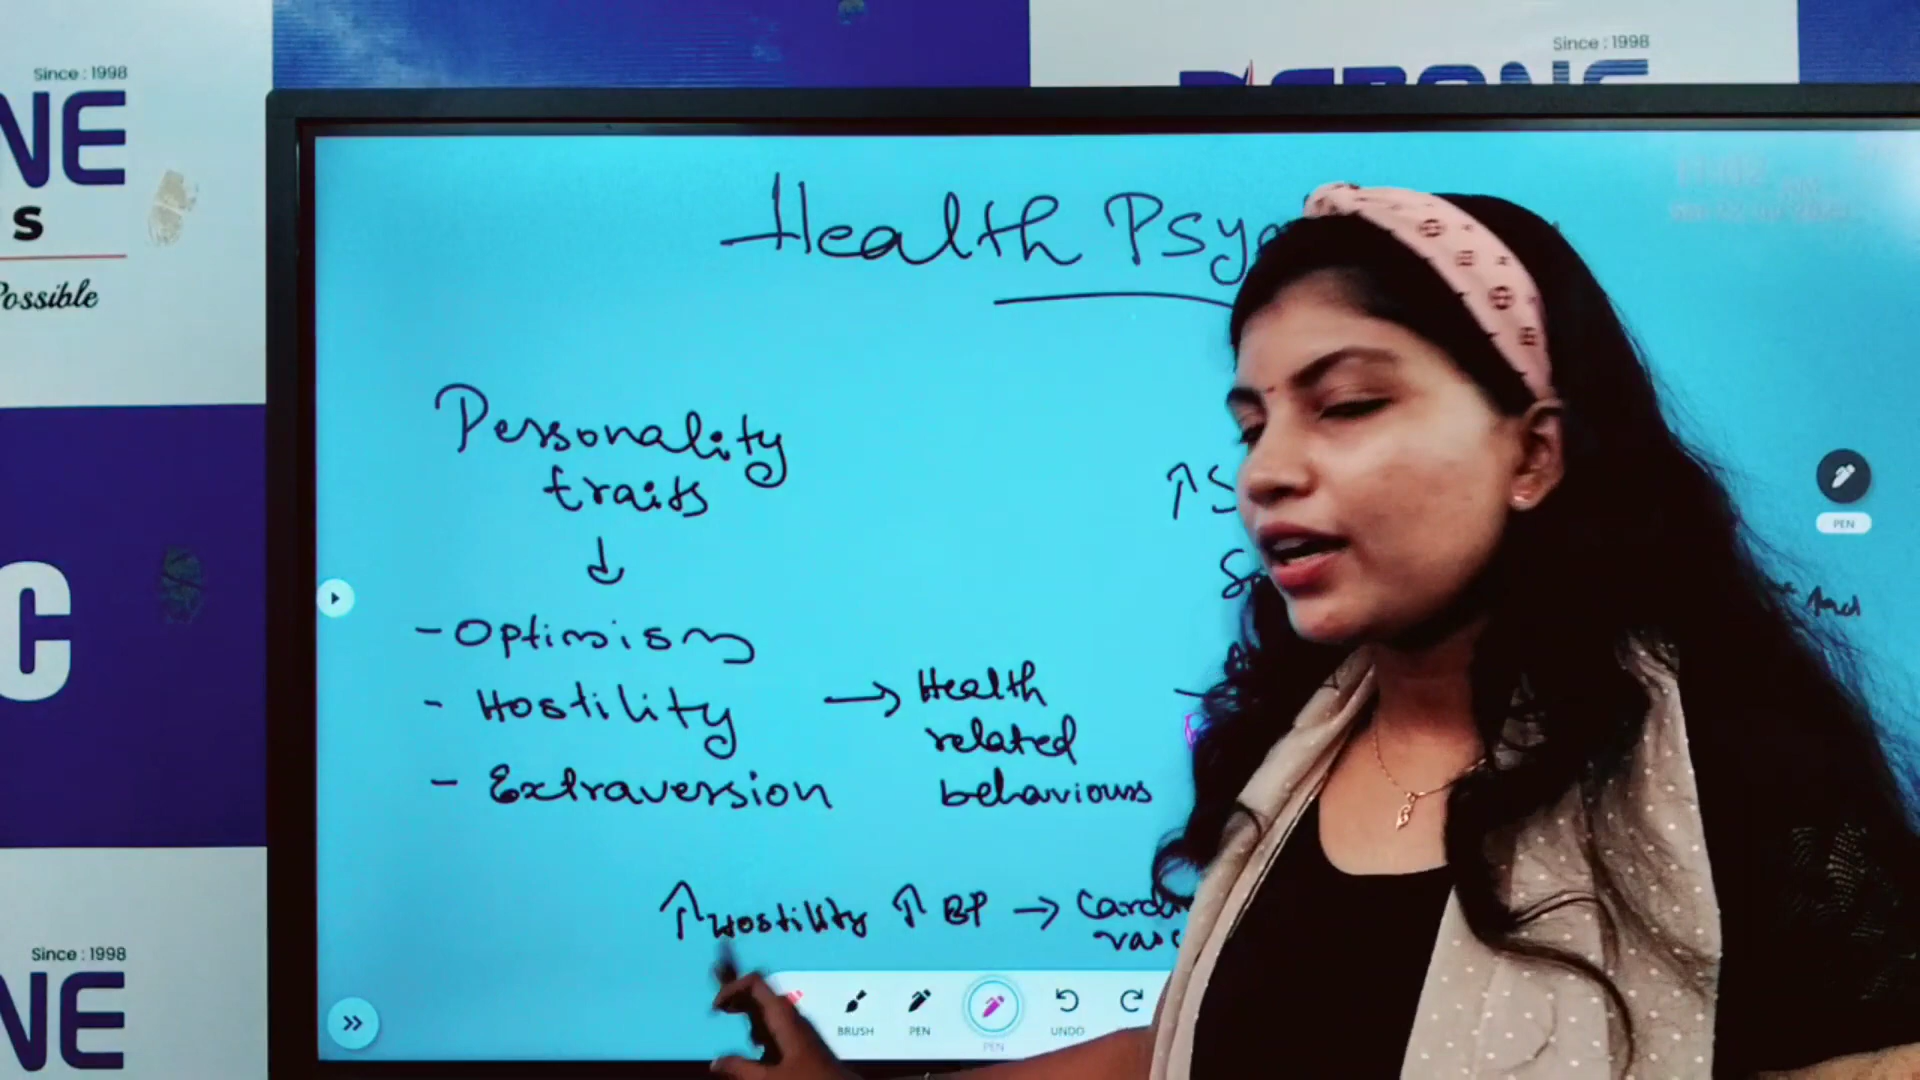 Since : 1998
NE
S
Possible
C
Since : 1998
NE
Since : 1998
Health Psy
Personality
traits
- Optimism
- Hostility
- Extraversion
→ Health
related
behaviours
↑ S
↑ Hostility ↑ BP →
PEN
BRUSH
PEN
PEN
UNDO